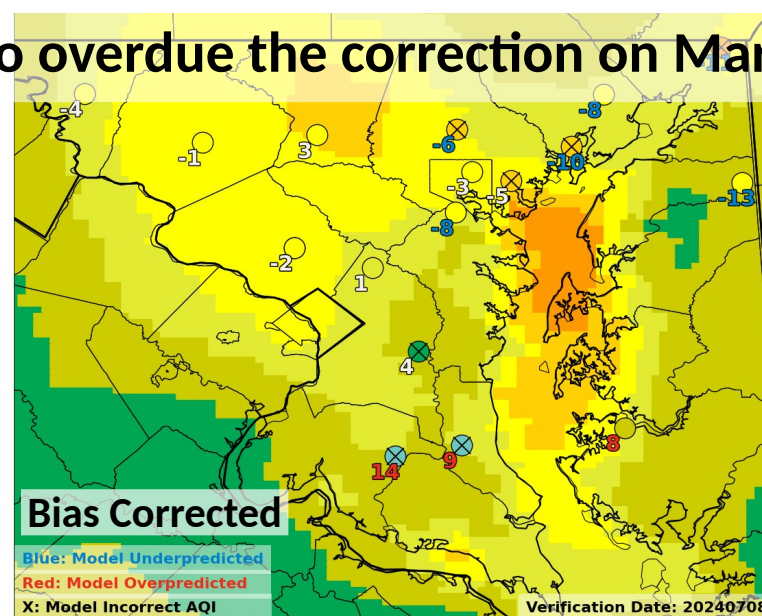 o overdue the correction on Mar
-4
-8
-1
3
-6
-10
-3
-5
-13
-8
-2
1
4
8
14
9
Bias Corrected
Blue: Model Underpredicted
Red: Model Overpredicted
X: Model Incorrect AQI
Verification Date: 20240708